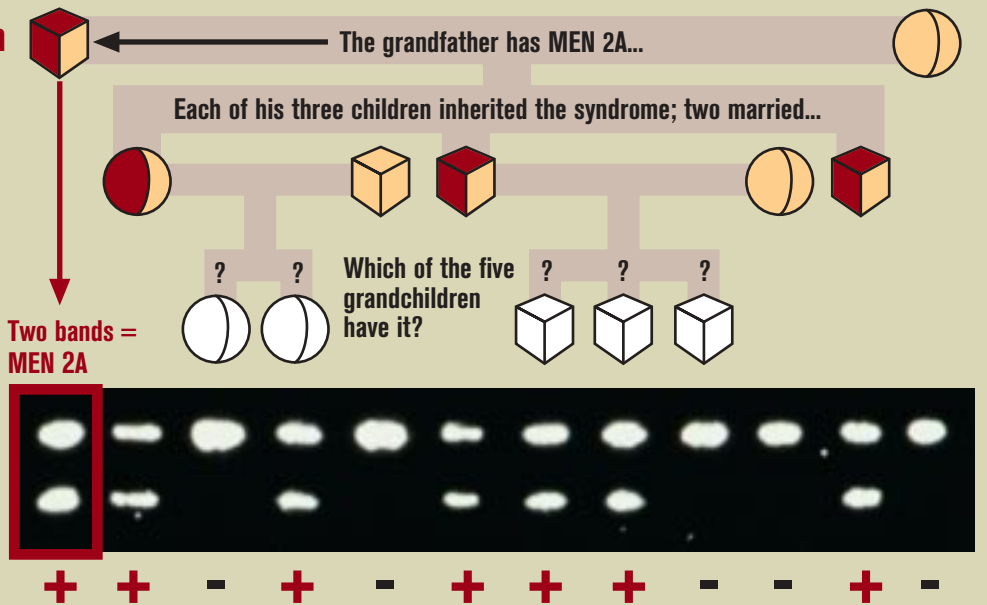 n
The grandfather has MEN 2A...
Each of his three children inherited the syndrome; two married...
? ? ? ? ?
Which of the five
grandchildren
have it?
Two bands =
MEN 2A
+ + - + - + + + - - + -